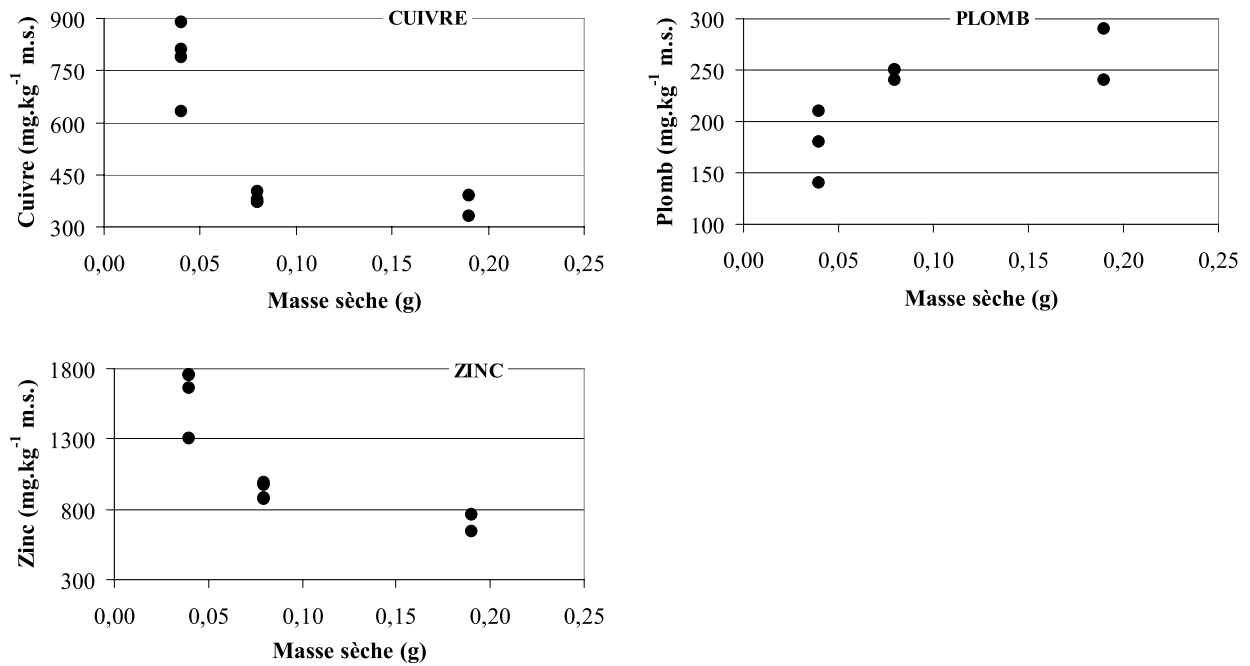 CUIVRE
Cuivre (mg.kg⁻¹ m.s.)
900
750
600
450
300
0,00 0,05 0,10 0,15 0,20 0,25
Masse sèche (g)
PLOMB
Plomb (mg.kg⁻¹ m.s.)
300
250
200
150
100
0,00 0,05 0,10 0,15 0,20 0,25
Masse sèche (g)
ZINC
Zinc (mg.kg⁻¹ m.s.)
1800
1300
800
300
0,00 0,05 0,10 0,15 0,20 0,25
Masse sèche (g)